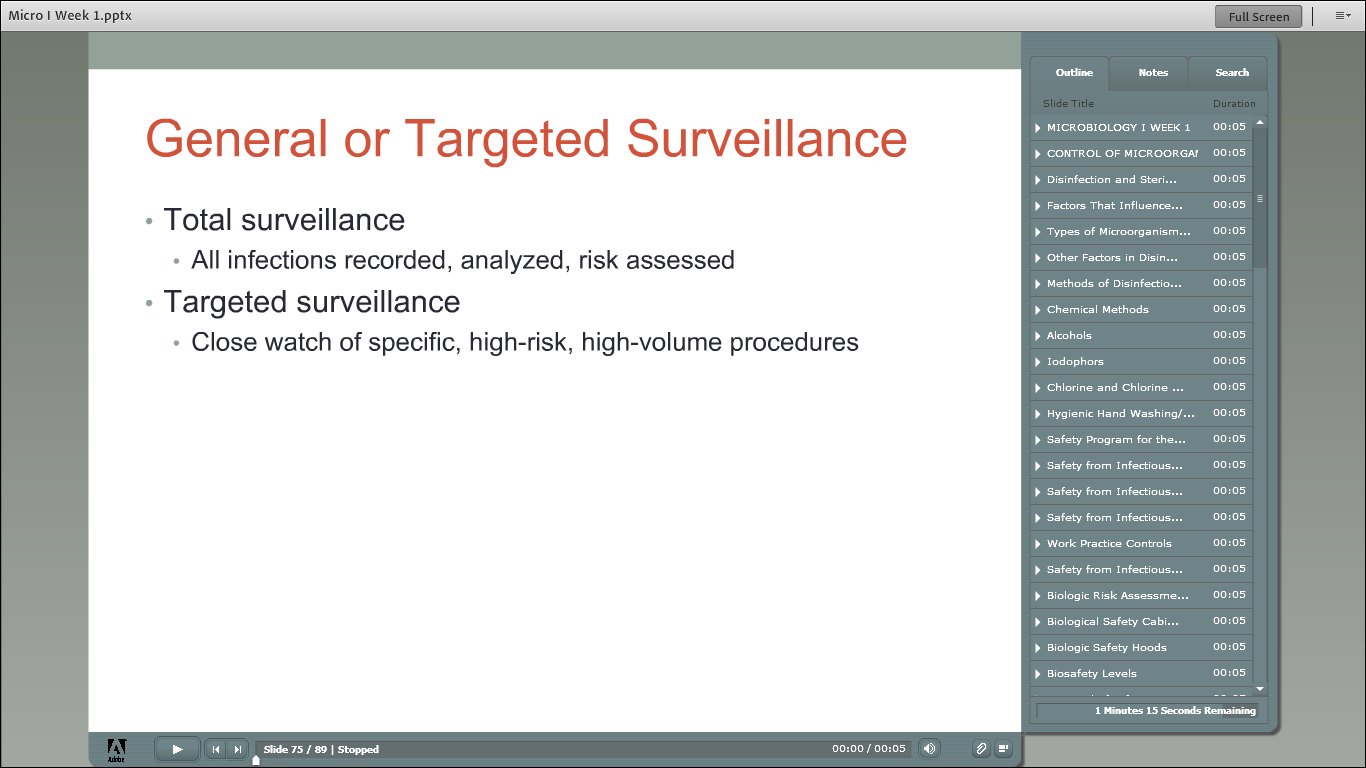 Micro I Week 1.pptx
Full Screen
General or Targeted Surveillance
• Total surveillance
• All infections recorded, analyzed, risk assessed
• Targeted surveillance
• Close watch of specific, high-risk, high-volume procedures
Outline Notes Search
Slide Title Duration
MICROBIOLOGY I WEEK 1 00:05
CONTROL OF MICROORGAN 00:05
Disinfection and Steri... 00:05
Factors That Influence... 00:05
Types of Microorganism... 00:05
Other Factors in Disin... 00:05
Methods of Disinfectio... 00:05
Chemical Methods 00:05
Alcohols 00:05
Iodophors 00:05
Chlorine and Chlorine ... 00:05
Hygienic Hand Washing/... 00:05
Safety Program for the... 00:05
Safety from Infectious... 00:05
Safety from Infectious... 00:05
Safety from Infectious... 00:05
Work Practice Controls 00:05
Safety from Infectious... 00:05
Biologic Risk Assessme... 00:05
Biological Safety Cabi... 00:05
Biologic Safety Hoods 00:05
Biosafety Levels 00:05
1 Minutes 15 Seconds Remaining
Adobe
Slide 75 / 89 | Stopped
00:00 / 00:05